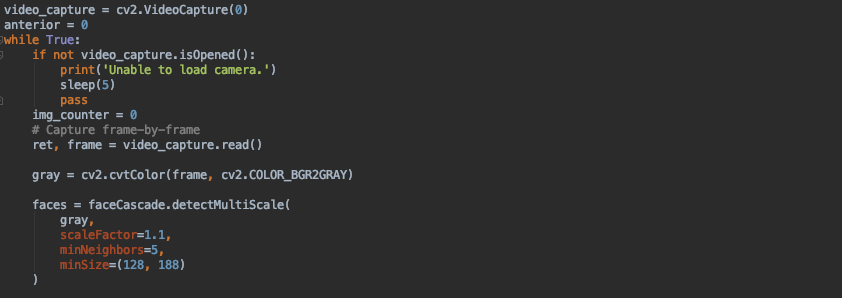 video_capture = cv2.VideoCapture(0)
anterior = 0
while True:
    if not video_capture.isOpened():
        print('Unable to load camera.')
        sleep(5)
        pass
    img_counter = 0
    # Capture frame-by-frame
    ret, frame = video_capture.read()

    gray = cv2.cvtColor(frame, cv2.COLOR_BGR2GRAY)

    faces = faceCascade.detectMultiScale(
        gray,
        scaleFactor=1.1,
        minNeighbors=5,
        minSize=(128, 188)
    )